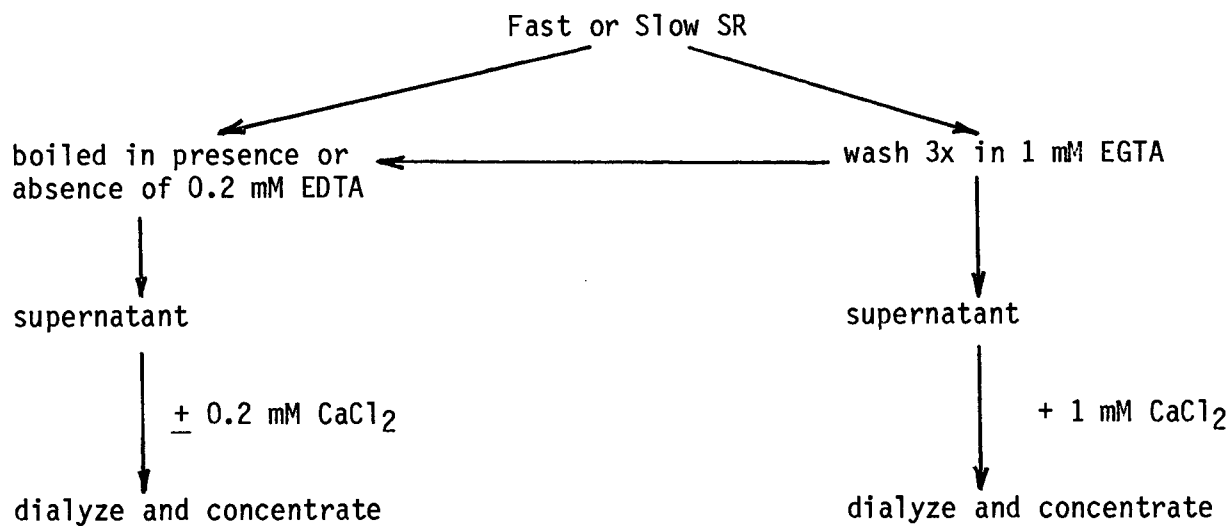 Fast or Slow SR
boiled in presence or
absence of 0.2 mM EDTA
wash 3x in 1 mM EGTA
supernatant
supernatant
± 0.2 mM CaCl2
+ 1 mM CaCl2
dialyze and concentrate
dialyze and concentrate